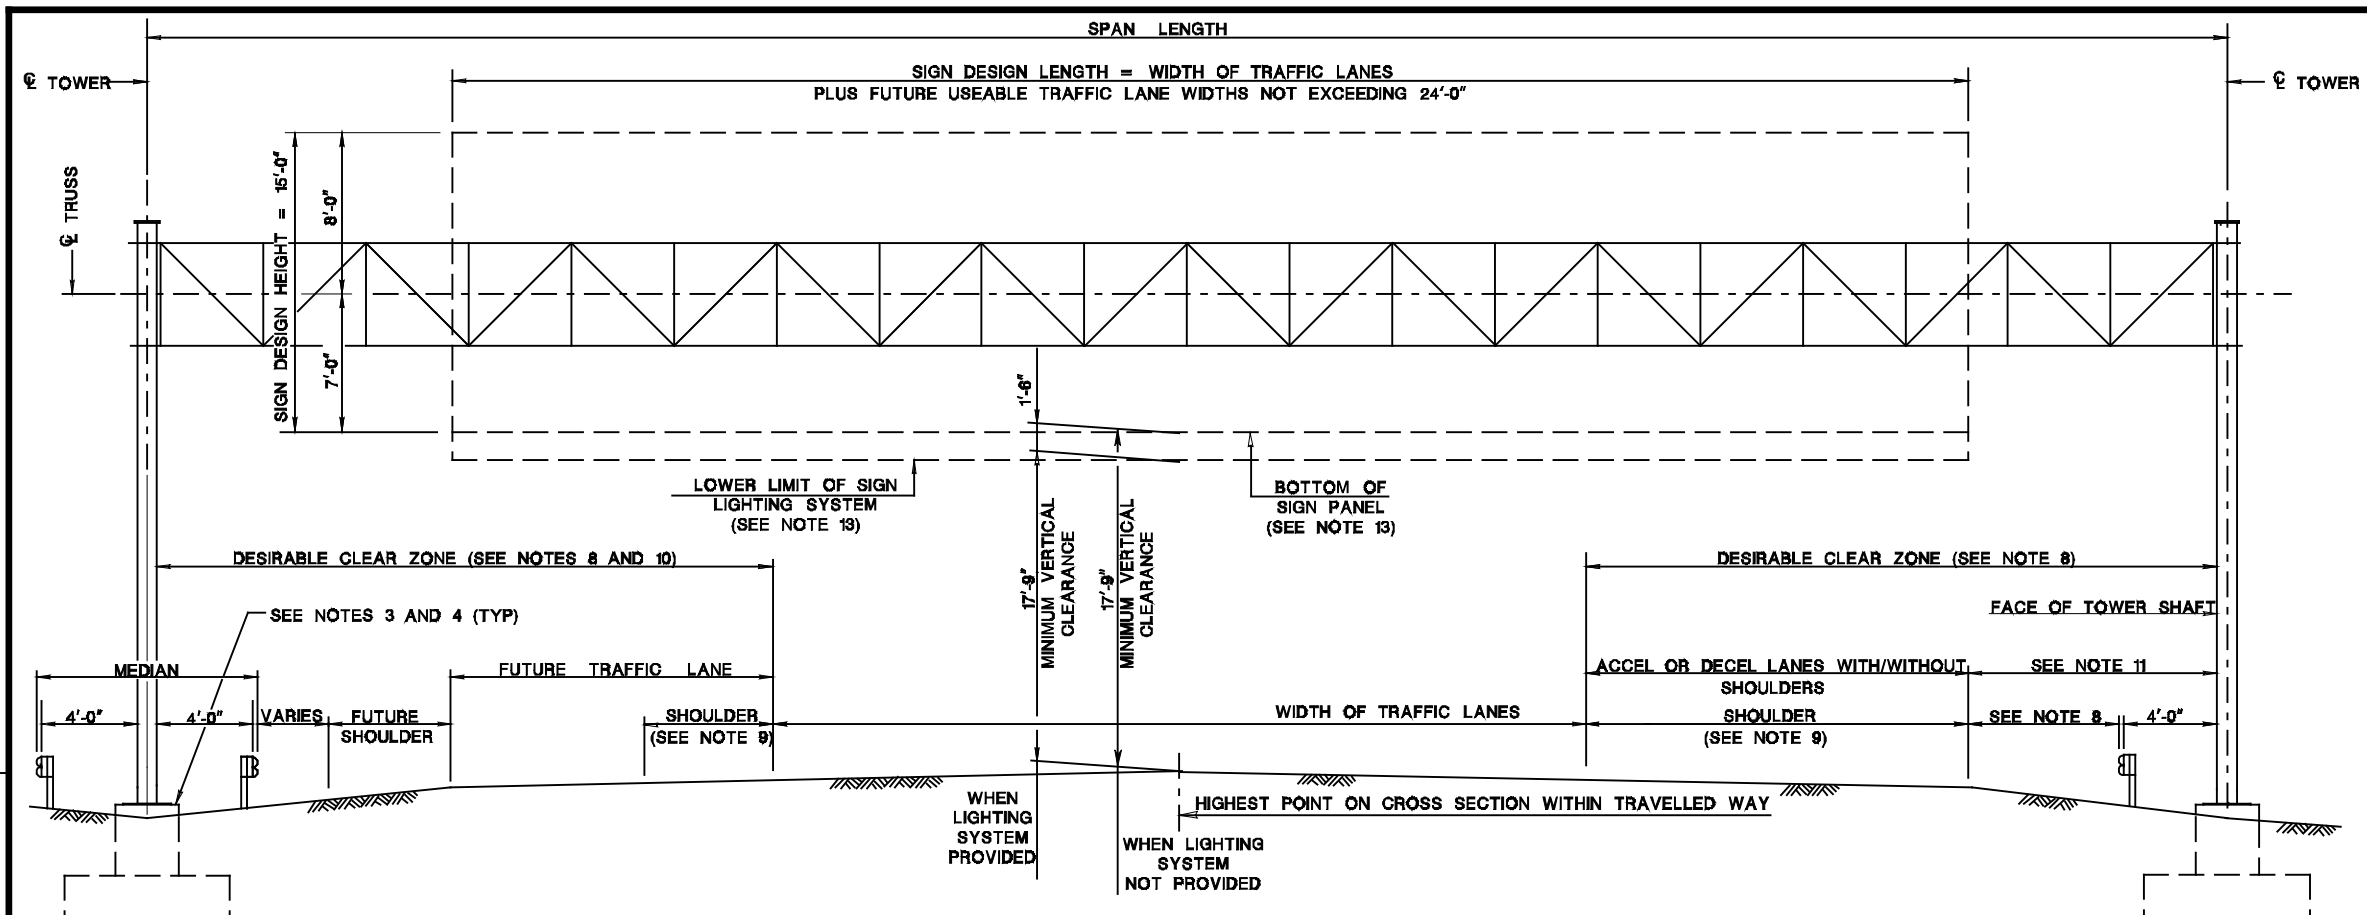 SPAN LENGTH
℄ TOWER
SIGN DESIGN LENGTH = WIDTH OF TRAFFIC LANES
PLUS FUTURE USEABLE TRAFFIC LANE WIDTHS NOT EXCEEDING 24'-0"
℄ TOWER
℄ TRUSS
SIGN DESIGN HEIGHT = 15'-0"
8'-0"
7'-0"
1'-6"
LOWER LIMIT OF SIGN
LIGHTING SYSTEM
(SEE NOTE 13)
BOTTOM OF
SIGN PANEL
(SEE NOTE 13)
17'-9"
MINIMUM VERTICAL
CLEARANCE
17'-9"
MINIMUM VERTICAL
CLEARANCE
DESIRABLE CLEAR ZONE (SEE NOTES 8 AND 10)
DESIRABLE CLEAR ZONE (SEE NOTE 8)
SEE NOTES 3 AND 4 (TYP)
FACE OF TOWER SHAFT
MEDIAN
FUTURE TRAFFIC LANE
ACCEL OR DECEL LANES WITH/WITHOUT
SHOULDERS
SEE NOTE 11
4'-0"
4'-0"
VARIES
FUTURE
SHOULDER
SHOULDER
(SEE NOTE 9)
WIDTH OF TRAFFIC LANES
SHOULDER
(SEE NOTE 9)
SEE NOTE 8
4'-0"
WHEN
LIGHTING
SYSTEM
PROVIDED
HIGHEST POINT ON CROSS SECTION WITHIN TRAVELLED WAY
WHEN LIGHTING
SYSTEM
NOT PROVIDED